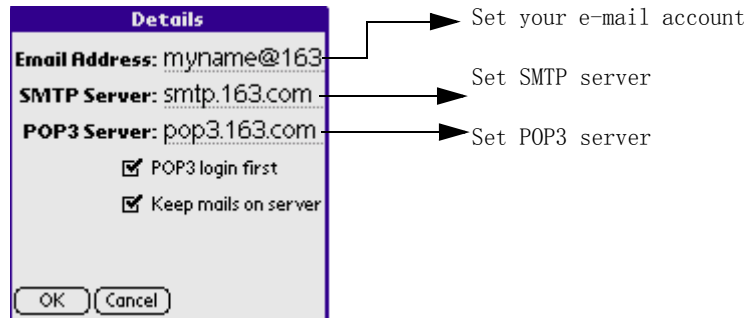 Details
Email Address: myname@163
Set your e-mail account
SMTP Server: smtp.163.com
Set SMTP server
POP3 Server: pop3.163.com
Set POP3 server
POP3 login first
Keep mails on server
OK Cancel